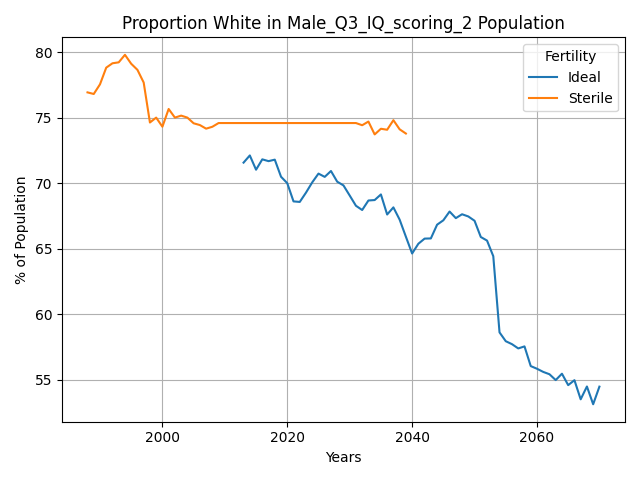 Proportion White in Male_Q3_IQ_scoring_2 Population
Fertility
Ideal
Sterile
80
75
70
65
60
55
% of Population
2000
2020
2040
2060
Years